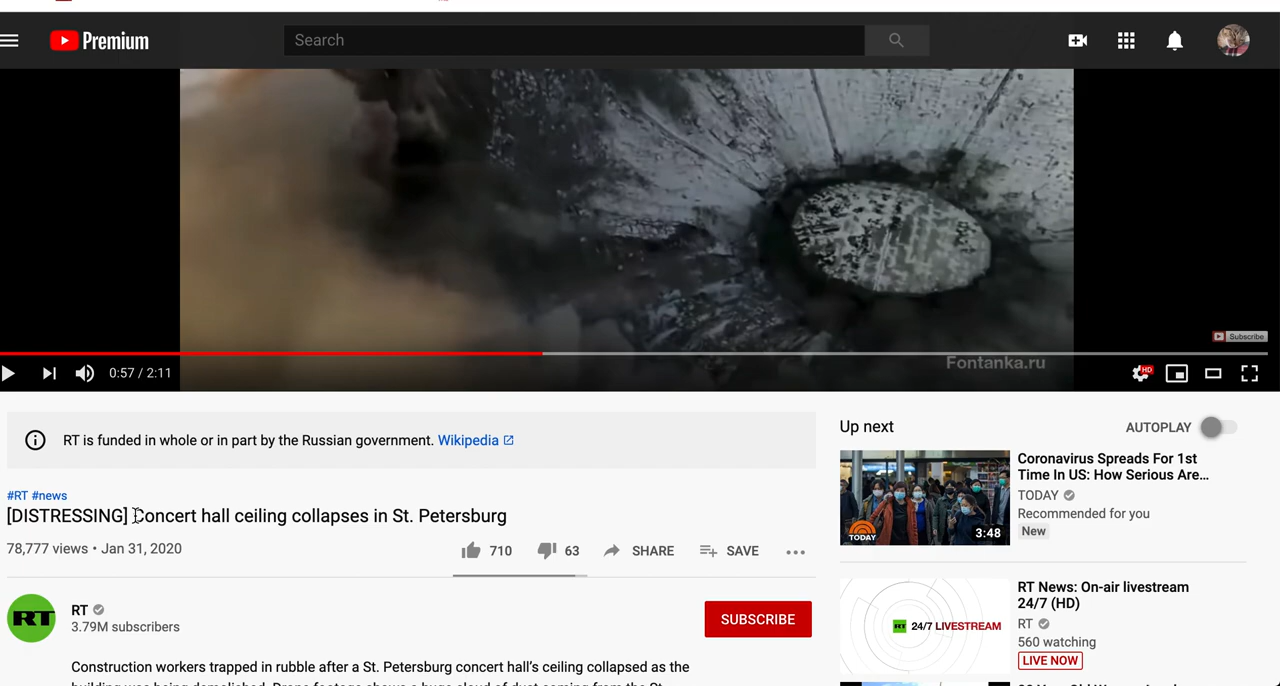 Premium
Search
Subscribe
Fontanka.ru
0:57 / 2:11
HD
RT is funded in whole or in part by the Russian government. Wikipedia
#RT #news
[DISTRESSING] Concert hall ceiling collapses in St. Petersburg
78,777 views • Jan 31, 2020
710
63
SHARE
SAVE
RT
RT
3.79M subscribers
SUBSCRIBE
Construction workers trapped in rubble after a St. Petersburg concert hall's ceiling collapsed as the
Up next
AUTOPLAY
TODAY
3:48
Coronavirus Spreads For 1st
Time In US: How Serious Are...
TODAY
Recommended for you
New
RT 24/7 LIVESTREAM
RT News: On-air livestream
24/7 (HD)
RT
560 watching
LIVE NOW